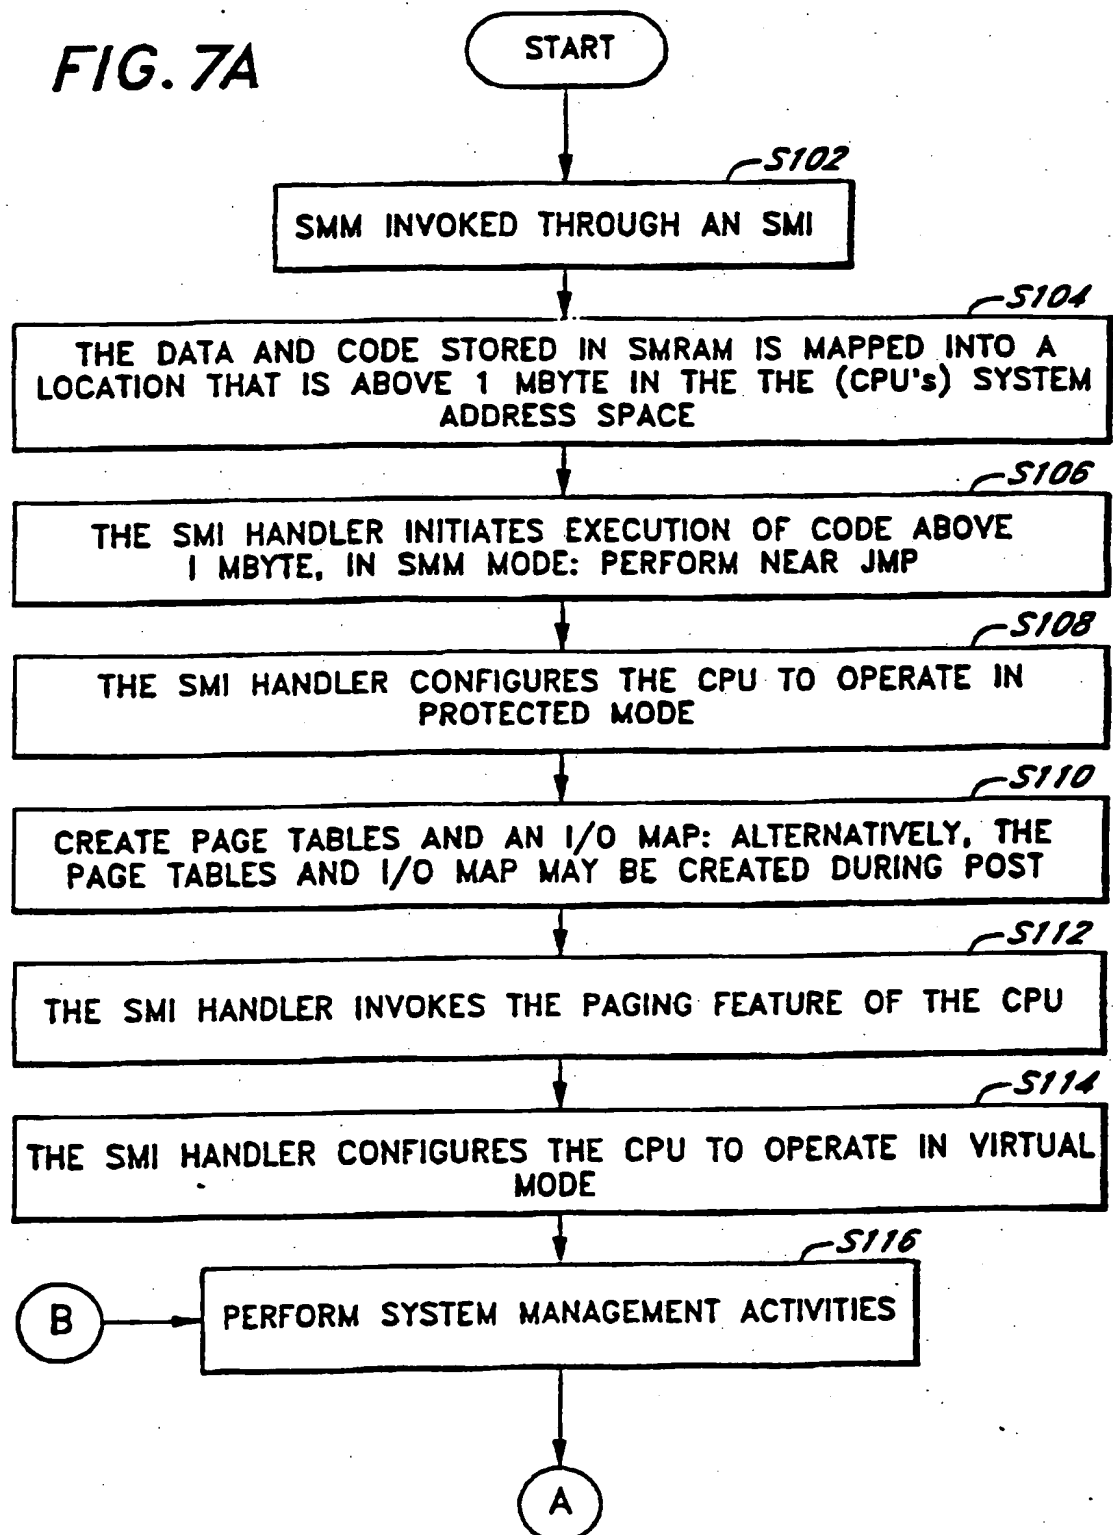 FIG. 7A
START
S102
SMM INVOKED THROUGH AN SMI
S104
THE DATA AND CODE STORED IN SMRAM IS MAPPED INTO A
LOCATION THAT IS ABOVE 1 MBYTE IN THE THE (CPU's) SYSTEM
ADDRESS SPACE
S106
THE SMI HANDLER INITIATES EXECUTION OF CODE ABOVE
1 MBYTE, IN SMM MODE: PERFORM NEAR JMP
S108
THE SMI HANDLER CONFIGURES THE CPU TO OPERATE IN
PROTECTED MODE
S110
CREATE PAGE TABLES AND AN I/O MAP: ALTERNATIVELY, THE
PAGE TABLES AND I/O MAP MAY BE CREATED DURING POST
S112
THE SMI HANDLER INVOKES THE PAGING FEATURE OF THE CPU
S114
THE SMI HANDLER CONFIGURES THE CPU TO OPERATE IN VIRTUAL
MODE
S116
B
PERFORM SYSTEM MANAGEMENT ACTIVITIES
A